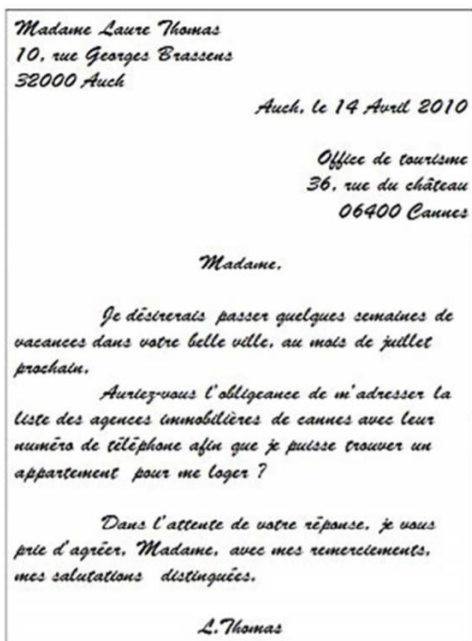 Madame Laure Thomas
10, rue Georges Brassens
32000 Auch
Auch, le 14 Avril 2010
Office de tourisme
36, rue du château
06400 Cannes
Madame,
Je désirerais passer quelques semaines de
vacances dans votre belle ville, au mois de juillet
prochain.
Auriez-vous l'obligeance de m'adresser la
liste des agences immobilières de cannes avec leur
numéro de téléphone afin que je puisse trouver un
appartement pour me loger ?
Dans l'attente de votre réponse, je vous
prie d'agréer, Madame, avec mes remerciements,
mes salutations distinguées.
L.Thomas